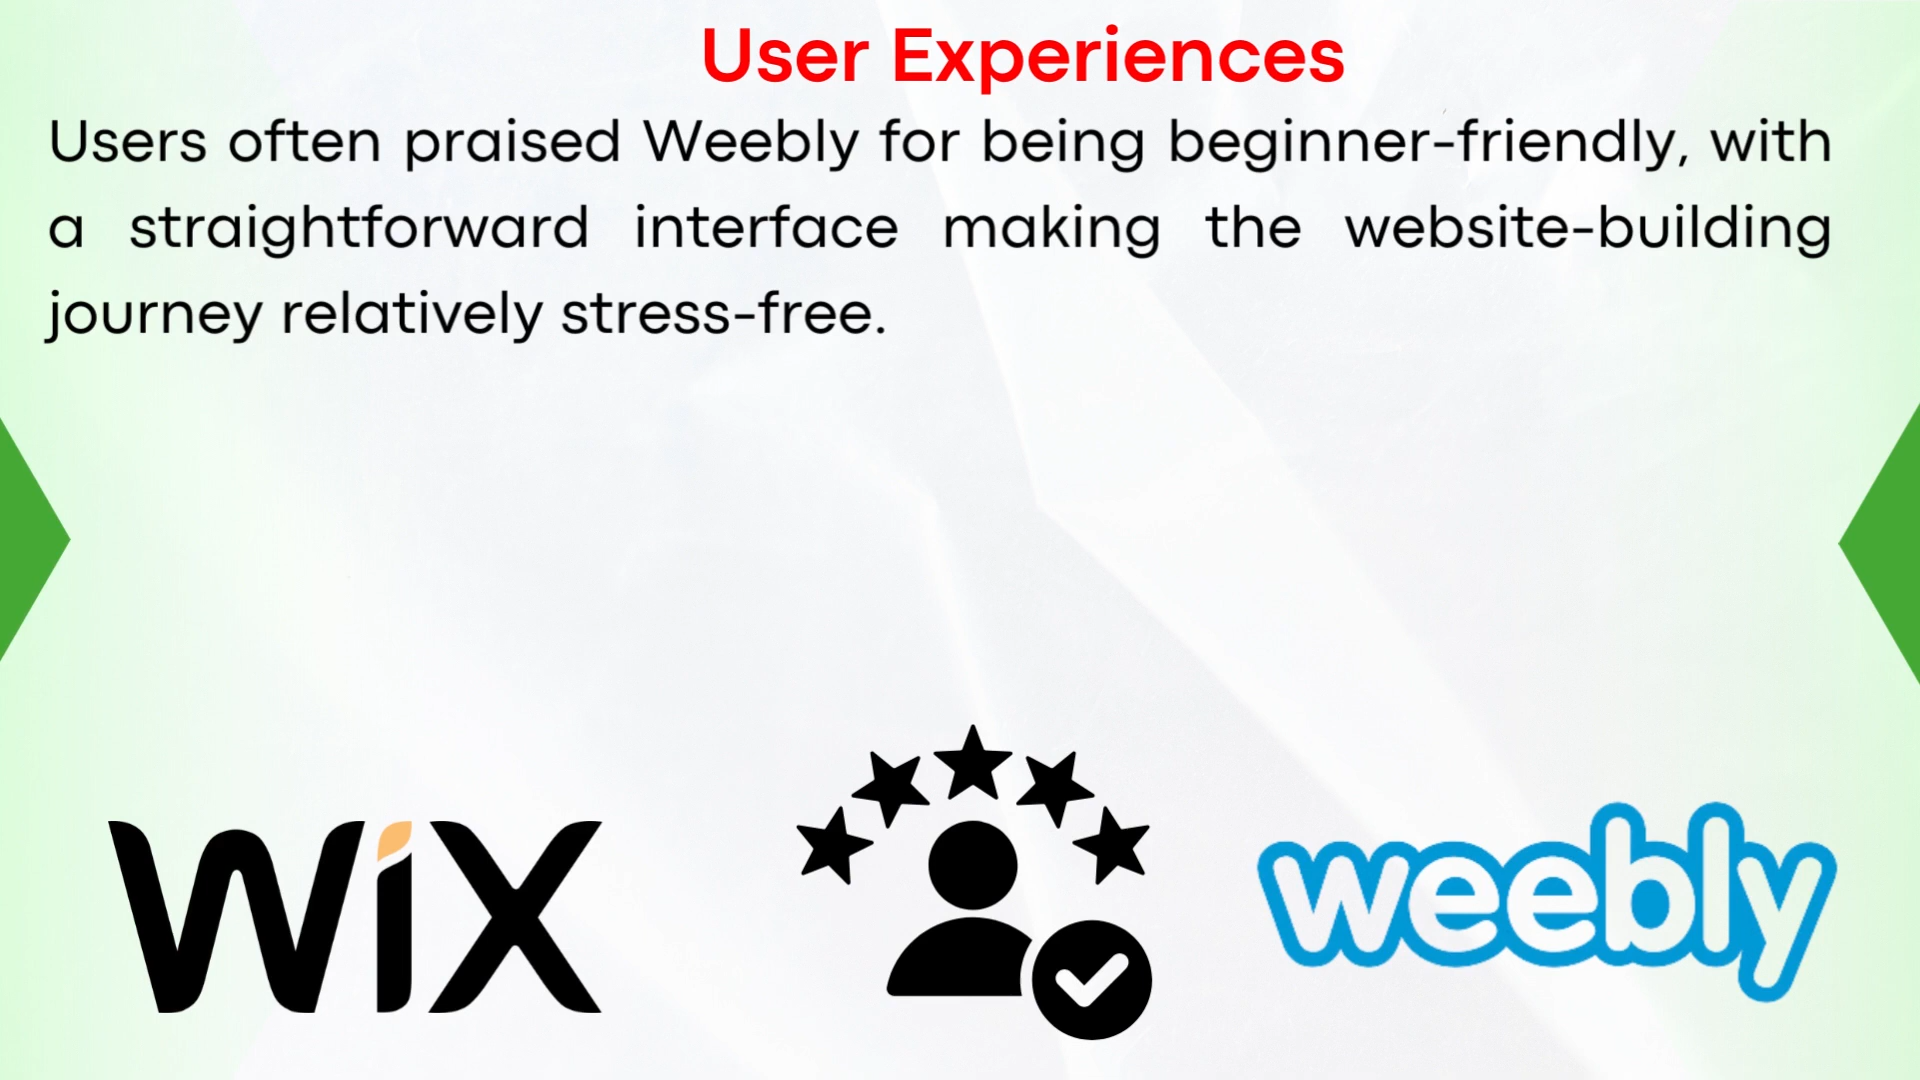 User Experiences
Users often praised Weebly for being beginner-friendly, with
a straightforward interface making the website-building
journey relatively stress-free.
WiX
weebly